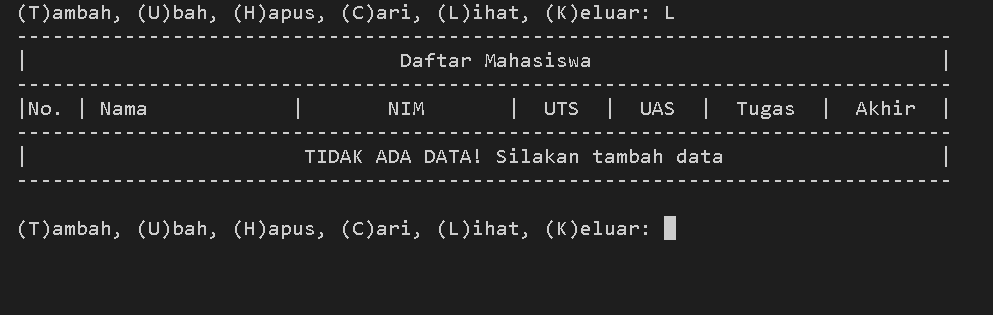 (T)ambah, (U)bah, (H)apus, (C)ari, (L)ihat, (K)eluar: L
------------------------------------------------------------------------------
|                               Daftar Mahasiswa                             |
------------------------------------------------------------------------------
|No. | Nama            |       NIM       |  UTS  |  UAS  |  Tugas  |  Akhir  |
------------------------------------------------------------------------------
|                       TIDAK ADA DATA! Silakan tambah data                  |
------------------------------------------------------------------------------
(T)ambah, (U)bah, (H)apus, (C)ari, (L)ihat, (K)eluar: